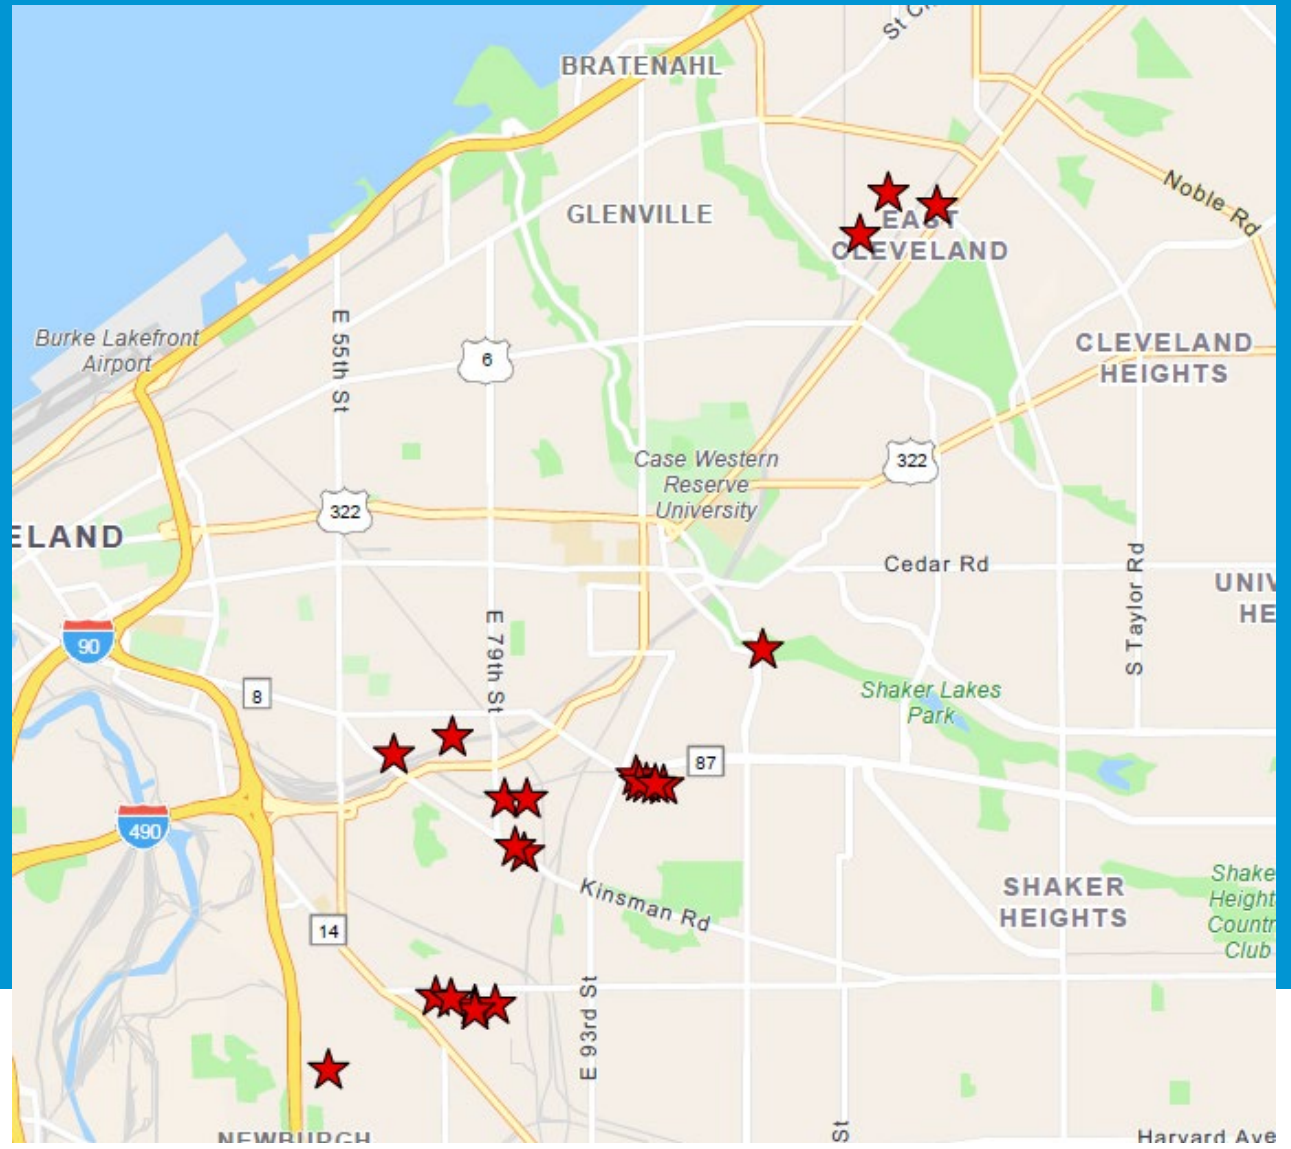 St Cl
BRATENAHL
Noble Rd
GLENVILLE
EAST
CLEVELAND
Burke Lakefront
Airport
E 55th St
6
CLEVELAND
HEIGHTS
Case Western
Reserve
University
322
322
ELAND
Cedar Rd
S Taylor Rd
UNIV
HE
E 79th St
90
8
Shaker Lakes
Park
87
490
Kinsman Rd
SHAKER
HEIGHTS
Shake
Height
Countr
Club
14
E 93rd St
St
NEWBURGH
Harvard Ave